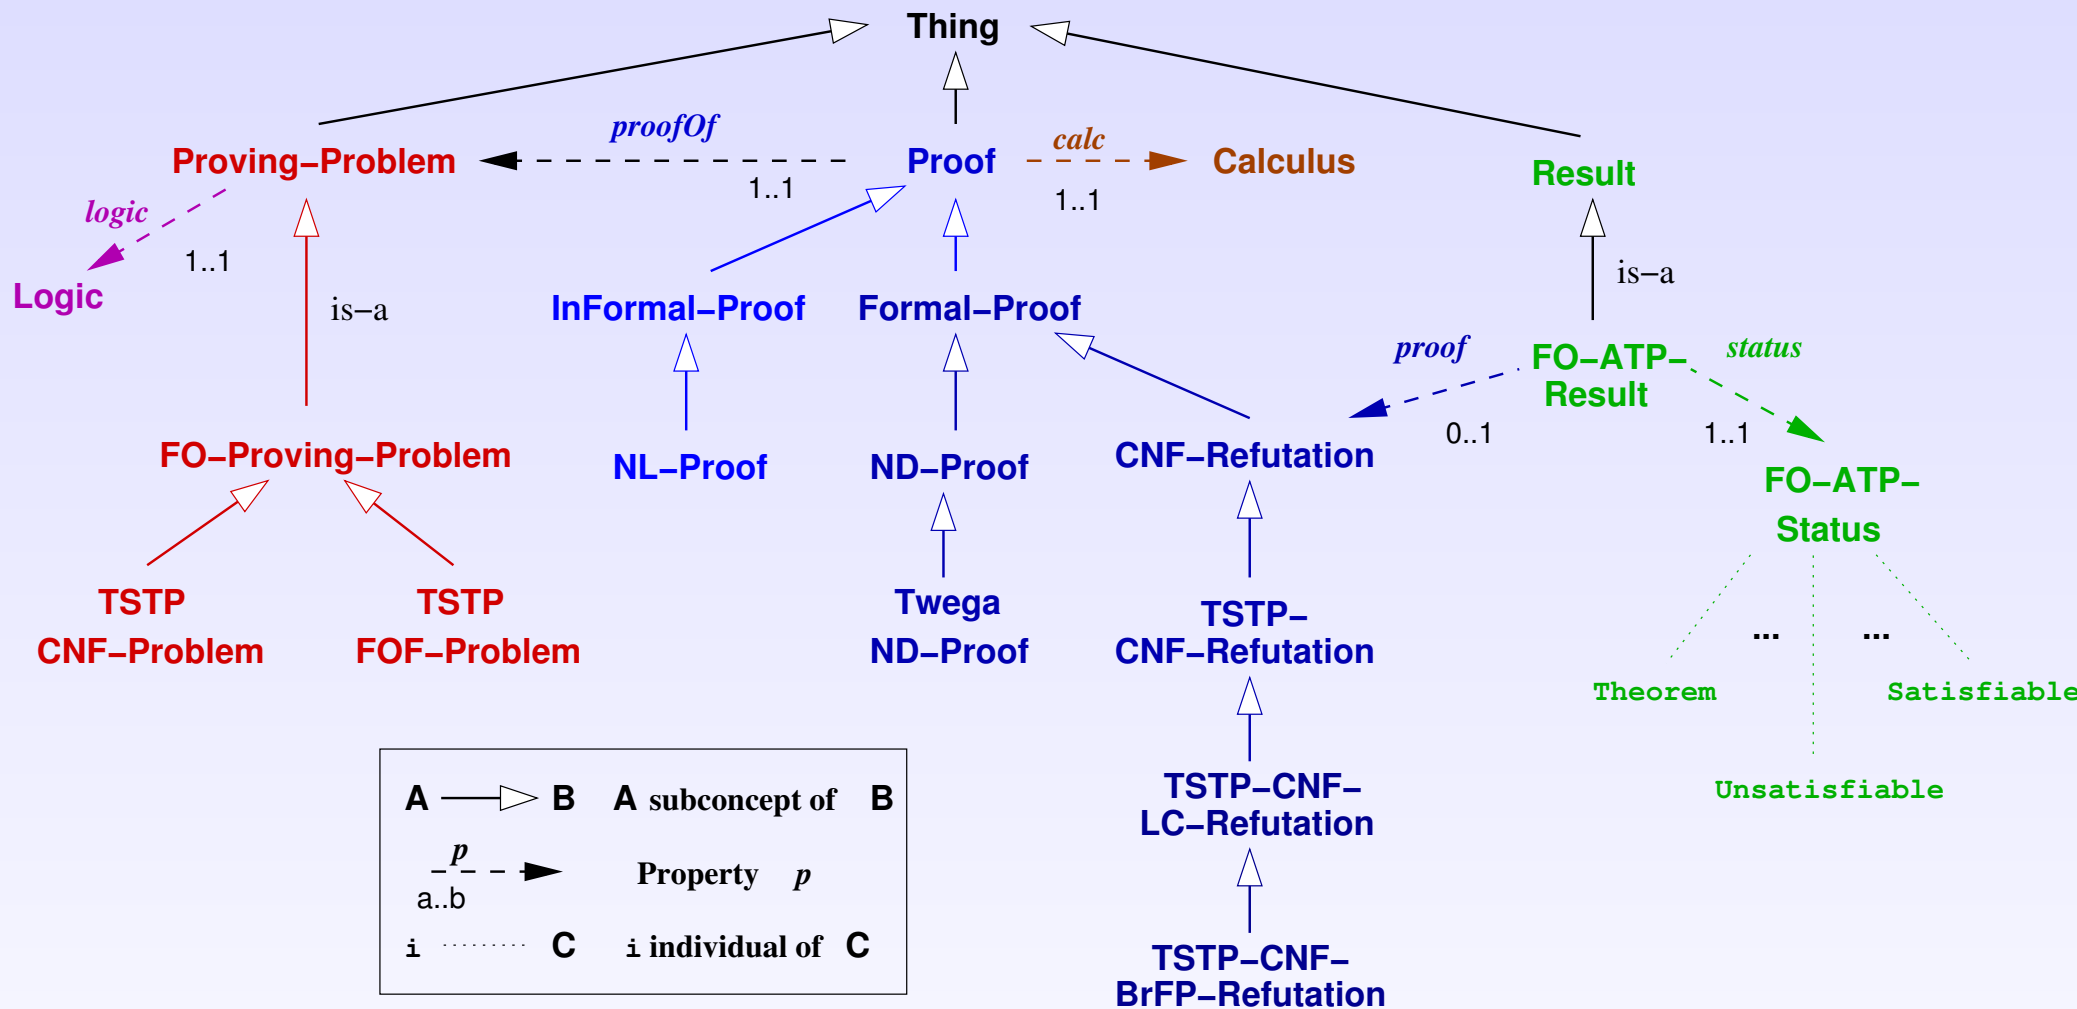 Thing
proofOf
calc
Proving–Problem
Proof
Calculus
Result
1..1
1..1
logic
1..1
is–a
Logic
is–a
InFormal–Proof
Formal–Proof
proof
FO–ATP–
Result
status
0..1
1..1
FO–Proving–Problem
NL–Proof
ND–Proof
CNF–Refutation
FO–ATP–
Status
TSTP
CNF–Problem
TSTP
FOF–Problem
Twega
ND–Proof
TSTP–
CNF–Refutation
... ...
Theorem
Satisfiable
Unsatisfiable
TSTP–CNF–
LC–Refutation
TSTP–CNF–
BrFP–Refutation
A B A subconcept of B
p
a..b
Property p
i C i individual of C